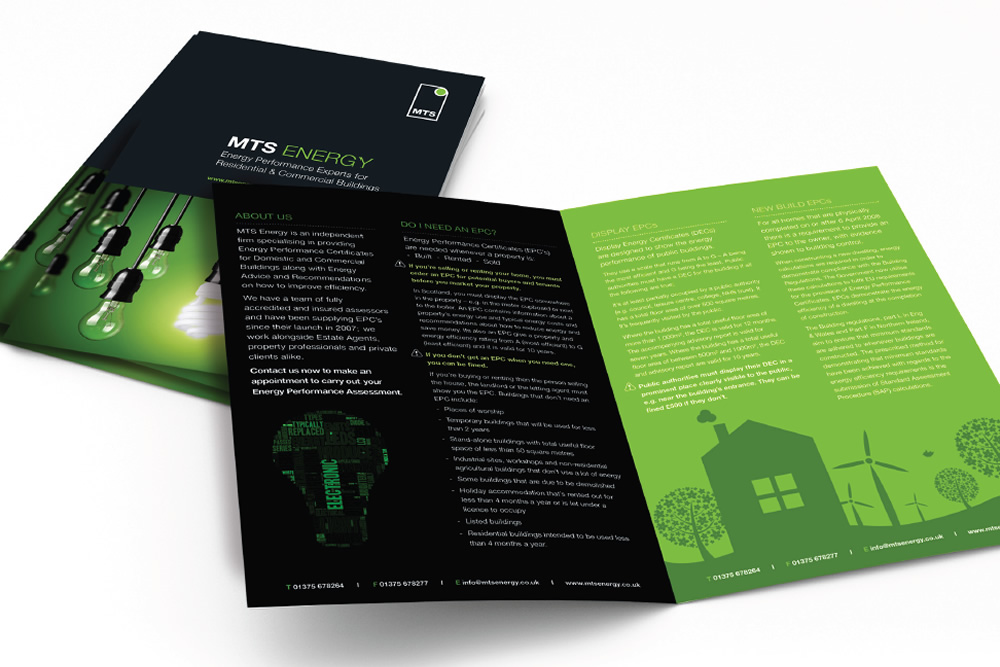 MTS
MTS ENERGY
Energy Performance Experts for
Residential & Commercial Buildings
ABOUT US
MTS Energy is an independent
firm specialising in providing
Energy Performance Certificates
for Domestic and Commercial
Buildings along with Energy
Advice and Recommendations
on how to improve efficiency.
We have a team of fully
accredited and insured assessors
and have been supplying EPC's
since their launch in 2007; we
work alongside Estate Agents,
property professionals and private
clients alike.
Contact us now to make an
appointment to carry out your
Energy Performance Assessment.
TYPICALLY
REPLACED
ELECTRONIC
DO I NEED AN EPC?
Energy Performance Certificates (EPC's)
are needed whenever a property is:
- Built - Rented - Sold
If you're selling or renting your home, you must
order an EPC for potential buyers and tenants
before you market your property.
In Scotland, you must display the EPC somewhere
in the property – e.g. in the meter cupboard or next
to the boiler. An EPC contains information about a
property's energy use and typical energy costs and
recommendations about how to reduce energy and
save money. Its also an EPC give a property and
energy efficiency rating from A (most efficient) to G
(least efficient) and it is valid for 10 years.
If you don't get an EPC when you need one,
you can be fined.
If you're buying or renting then the person selling
the house, the landlord or the letting agent must
show you the EPC. Buildings that don't need an
EPC include:
- Places of worship
- Temporary buildings that will be used for less
than 2 years
- Stand-alone buildings with total useful floor
space of less than 50 square metres
- Industrial sites, workshops and non-residential
agricultural buildings that don't use a lot of energy
- Some buildings that are due to be demolished
- Holiday accommodation that's rented out for
less than 4 months a year or is let under a
licence to occupy
- Listed buildings
- Residential buildings intended to be used less
than 4 months a year.
T 01375 678264 | F 01375 678277 | E info@mtsenergy.co.uk | www.mtsenergy.co.uk
DISPLAY EPCs
Display Energy Certificates (DECs)
are designed to show the energy
performance of public buildings.
They use a scale that runs from A to G – A being
the most efficient and G being the least. Public
authorities must have a DEC for the building if all
the following are true:
it's at least partially occupied by a public authority
(eg leisure centre, college, NHS trust), it
has a total floor area of over 500 square metres
it's frequently visited by the public.
Where the building has a total useful floor area of
more than 1,000m² the DEC is valid for 12 months.
The accompanying advisory report is valid for
seven years. Where the building has a total useful
floor area of between 500m² and 1000m², the DEC
and advisory report are valid for 10 years.
Public authorities must display their DEC in a
prominent place clearly visible to the public,
e.g. near the building's entrance. They can be
fined £500 if they don't.
NEW BUILD EPCs
For all homes that are physically
completed on or after 6 April 2008
there is a requirement to provide an
EPC to the owner, with evidence
shown to building control.
When constructing a new dwelling, energy
calculations are required in order to
demonstrate compliance with the Building
Regulations. The Government now utilise
these calculations to fulfil the requirement
for the provision of Energy Performance
Certificates. EPCs demonstrate the energy
efficiency of a dwelling at the completion
of construction.
The Building regulations, part L in Eng
& Wales and Part F in Northern Ireland
aim to ensure that minimum standards
are adhered to whenever buildings are
constructed. The prescribed method for
demonstrating that minimum standards
have been achieved with regards to the
energy efficiency requirements is the
submission of Standard Assessment
Procedure (SAP) calculations.
T 01375 678264 | F 01375 678277 | E info@mtsenergy.co.uk | www.mts